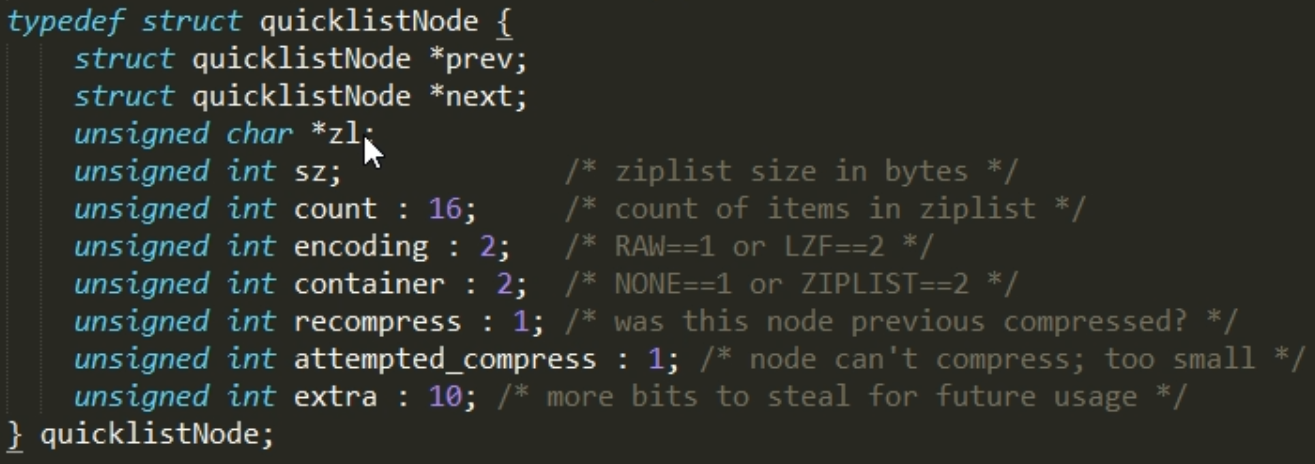 typedef struct quicklistNode {
    struct quicklistNode *prev;
    struct quicklistNode *next;
    unsigned char *zl;
    unsigned int sz;             /* ziplist size in bytes */
    unsigned int count : 16;     /* count of items in ziplist */
    unsigned int encoding : 2;   /* RAW==1 or LZF==2 */
    unsigned int container : 2;  /* NONE==1 or ZIPLIST==2 */
    unsigned int recompress : 1; /* was this node previous compressed? */
    unsigned int attempted_compress : 1; /* node can't compress; too small */
    unsigned int extra : 10; /* more bits to steal for future usage */
} quicklistNode;